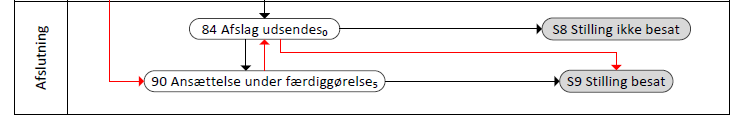 Afslutning
84 Afslag udsendes₀
S8 Stilling ikke besat
90 Ansættelse under færdiggørelse₅
S9 Stilling besat